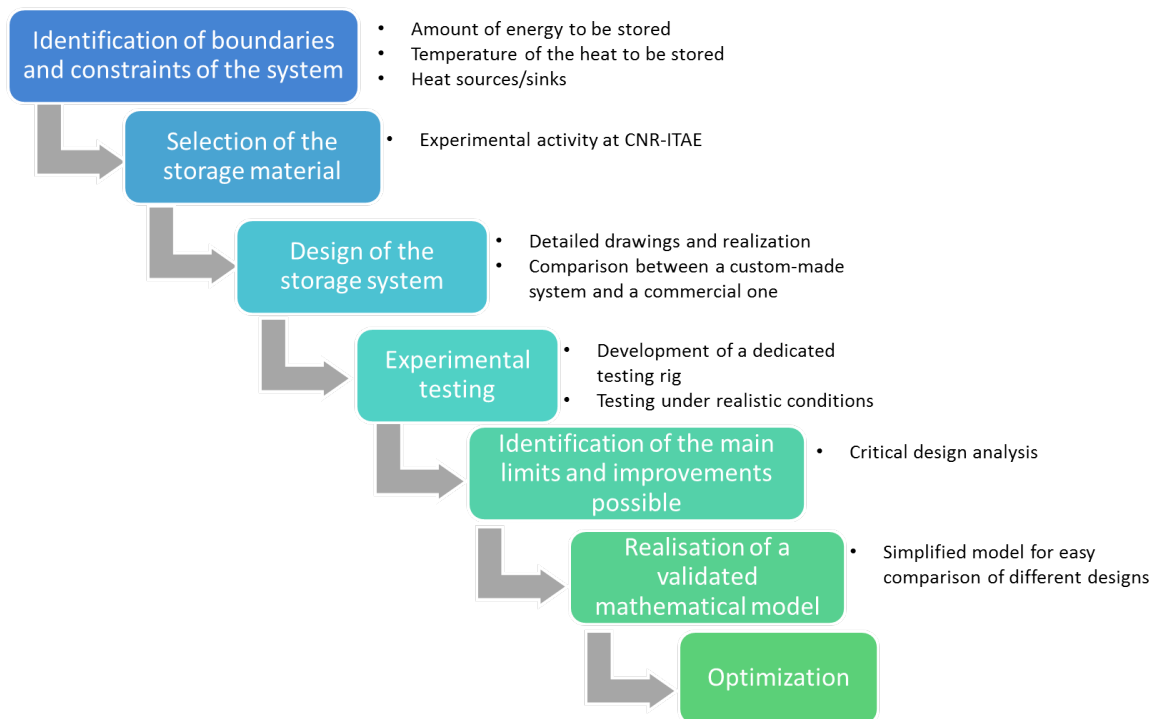 Identification of boundaries
and constraints of the system
• Amount of energy to be stored
• Temperature of the heat to be stored
• Heat sources/sinks
Selection of the
storage material
• Experimental activity at CNR-ITAE
Design of the
storage system
• Detailed drawings and realization
• Comparison between a custom-made
system and a commercial one
Experimental
testing
• Development of a dedicated
testing rig
• Testing under realistic conditions
Identification of the main
limits and improvements
possible
• Critical design analysis
Realisation of a
validated
mathematical model
• Simplified model for easy
comparison of different designs
Optimization